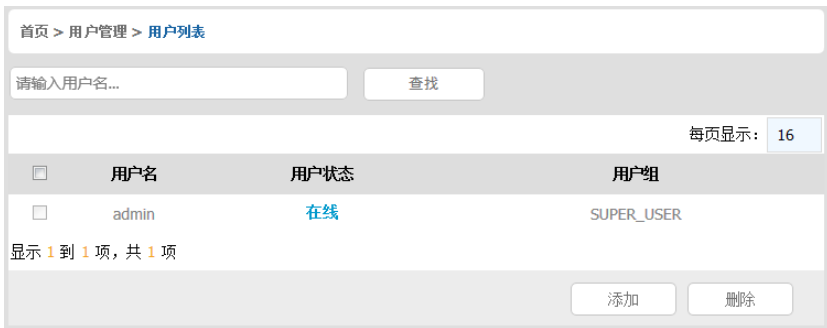 首页 > 用户管理 > 用户列表
请输入用户名... 查找
每页显示： 16
用户名 用户状态 用户组
admin 在线 SUPER_USER
显示 1 到 1 项，共 1 项
添加 删除